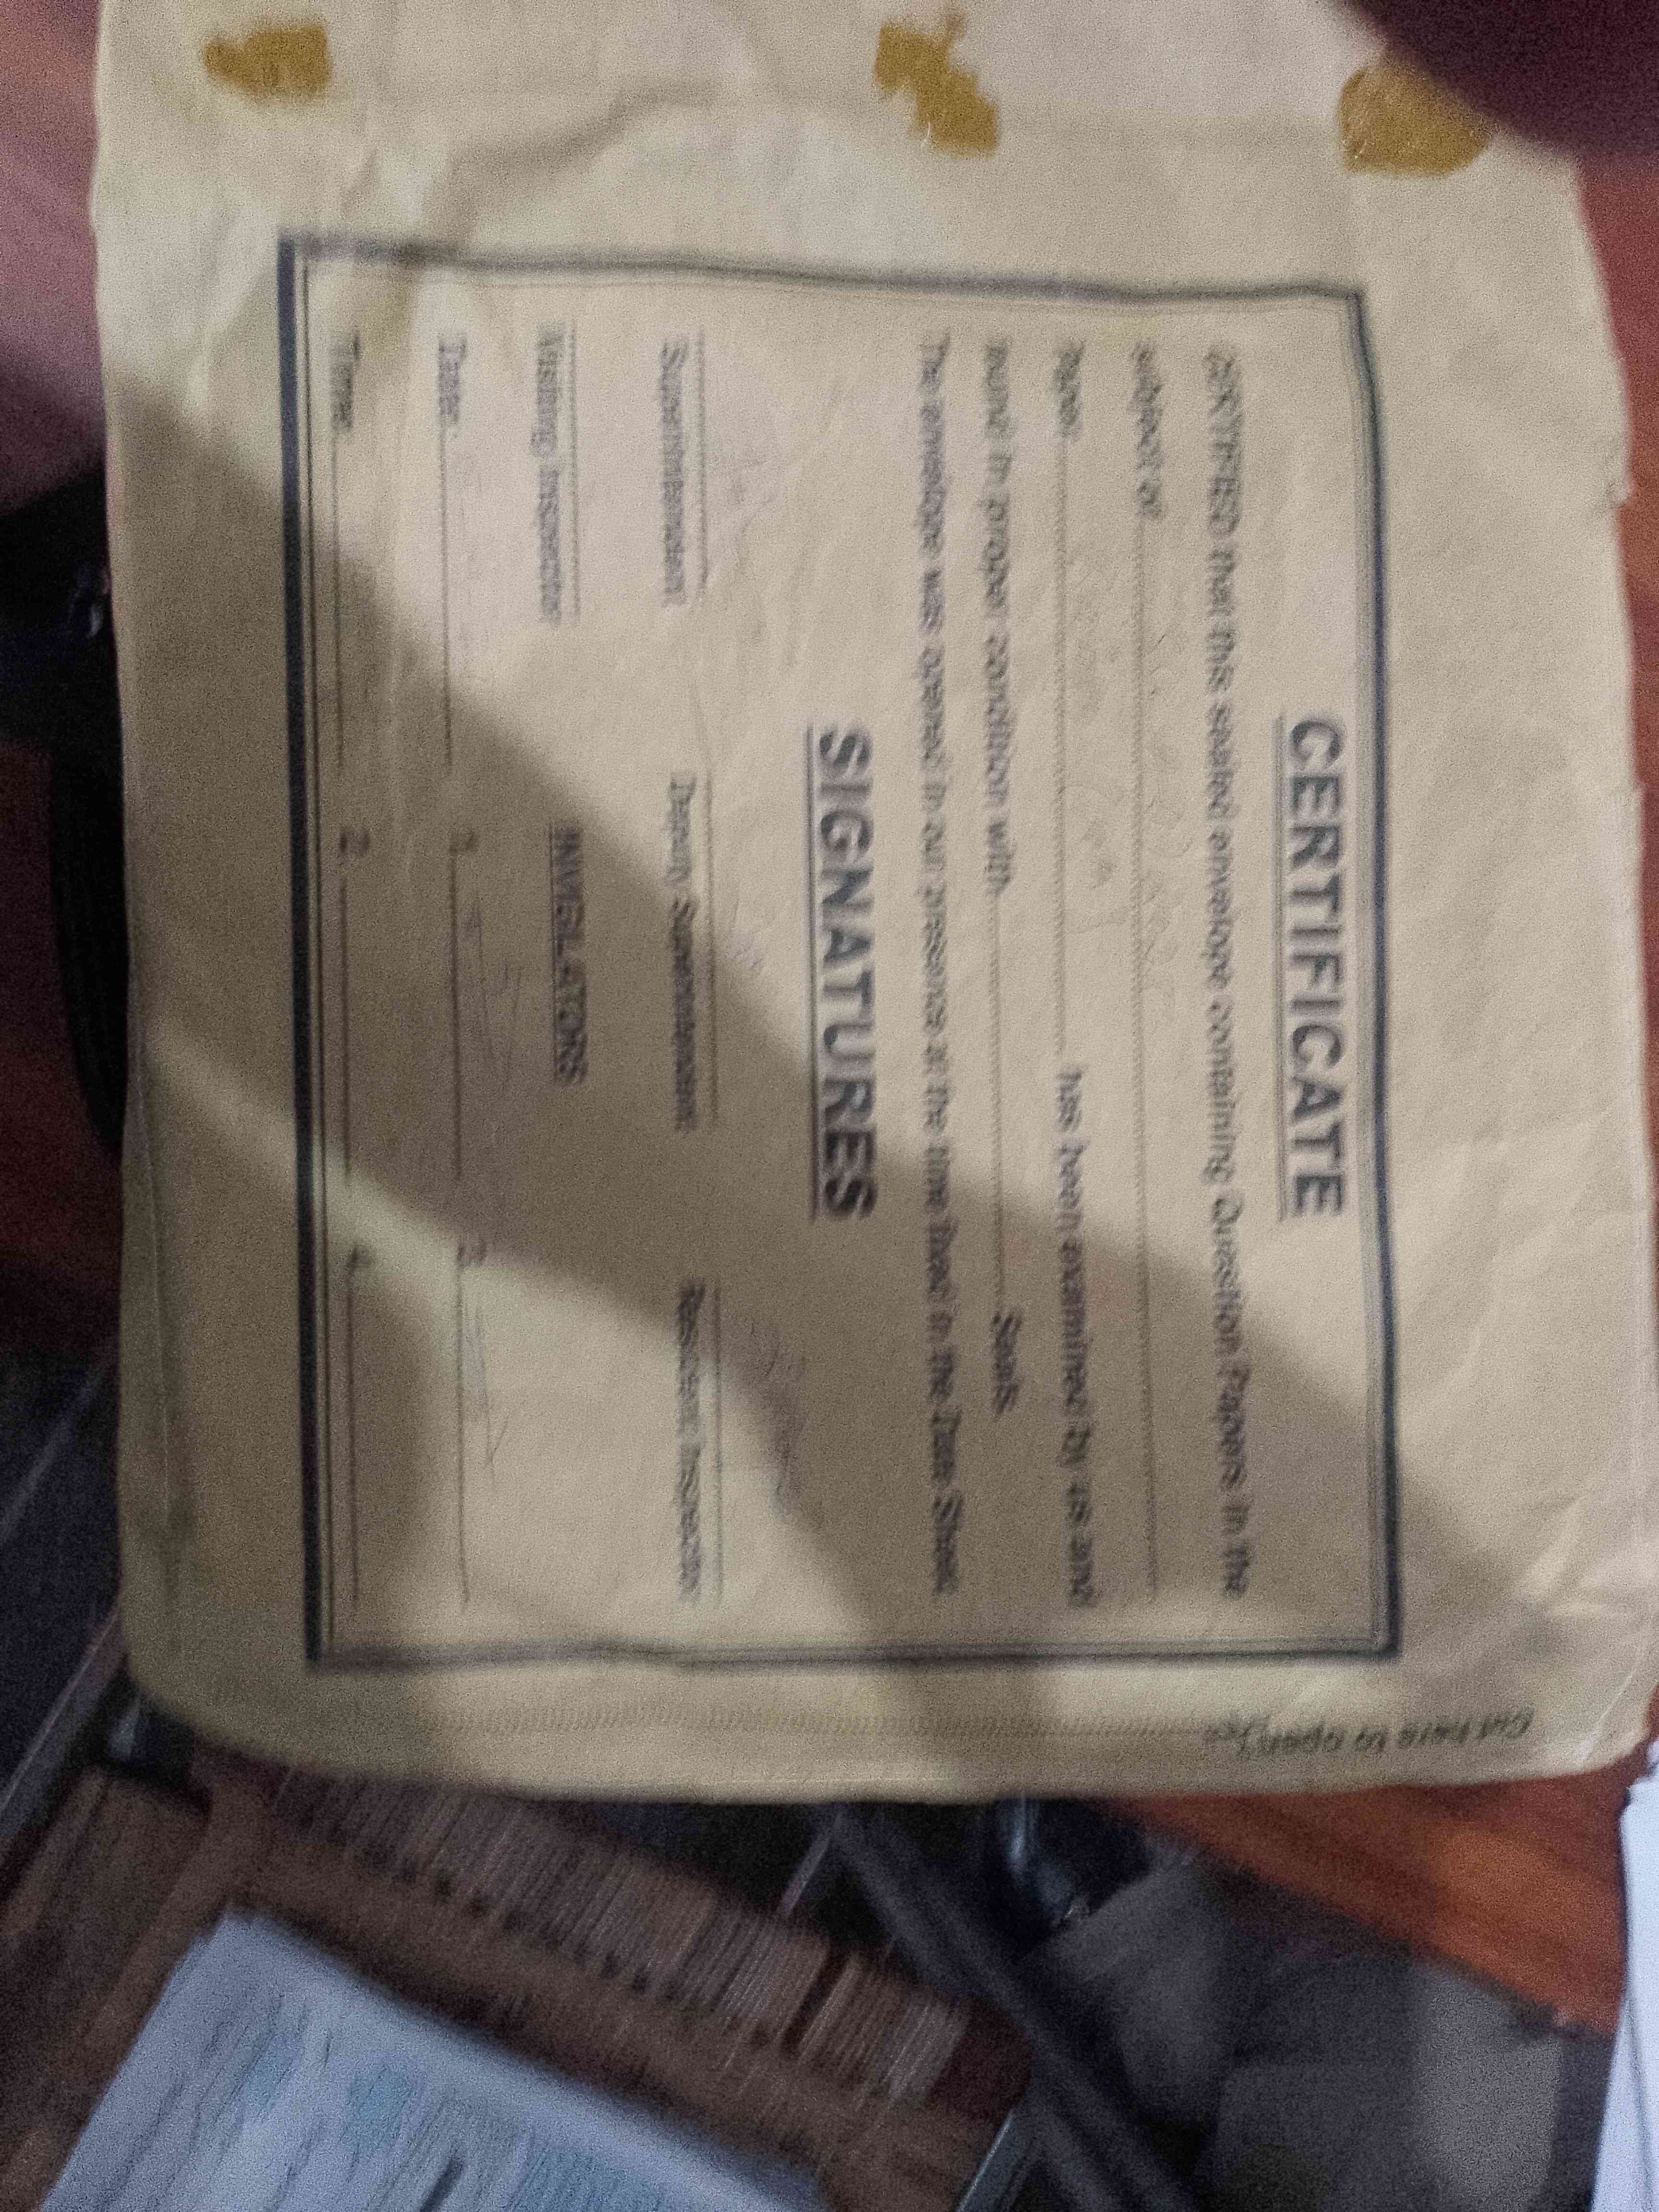 CERTIFICATE
CERTIFIED that this sealed envelope containing Question Papers in the
subject of
Paper has been examined by us and
found in proper condition with Seals.
The envelope was opened in our presence at the time fixed in the Date Sheet
SIGNATURES
Superintendent Deputy Superintendent Resident Inspector
Visiting Inspector INVIGILATORS
Date: 1. 3.
Time: 2. 4.
Cut here to open